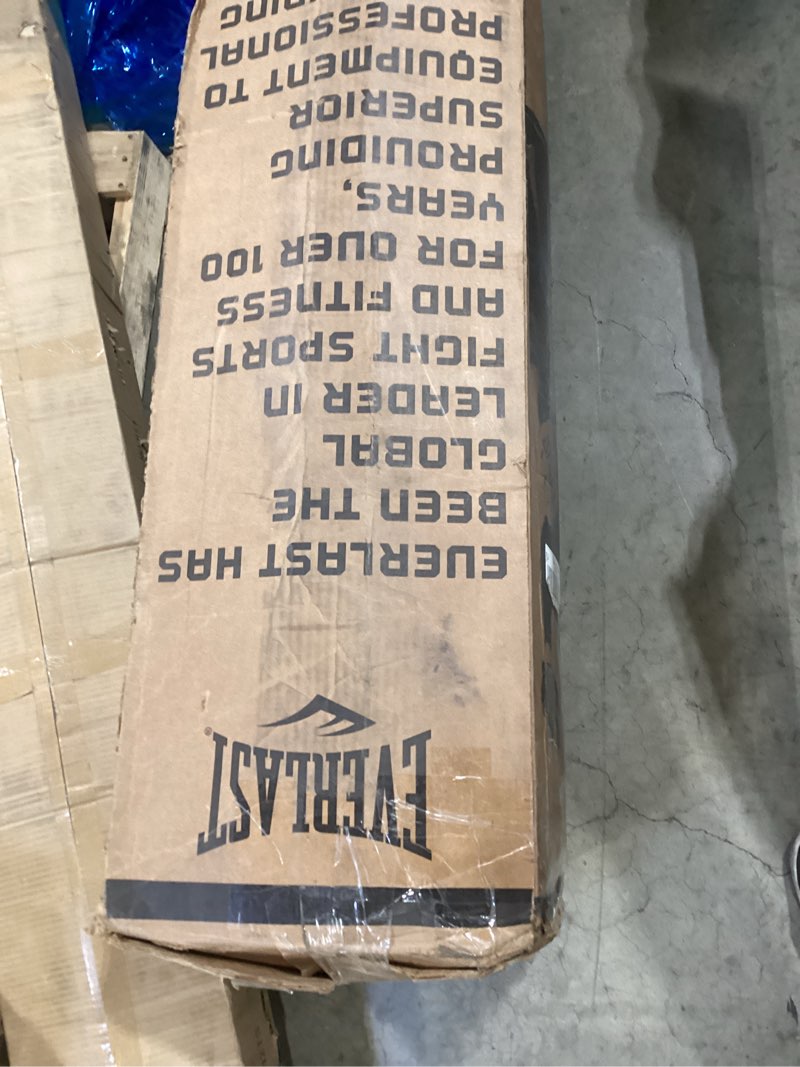 EVERLAST®
EVERLAST HAS
BEEN THE
GLOBAL
LEADER IN
FIGHT SPORTS
AND FITNESS
FOR OVER 100
YEARS,
PROVIDING
SUPERIOR
EQUIPMENT TO
PROFESSIONAL